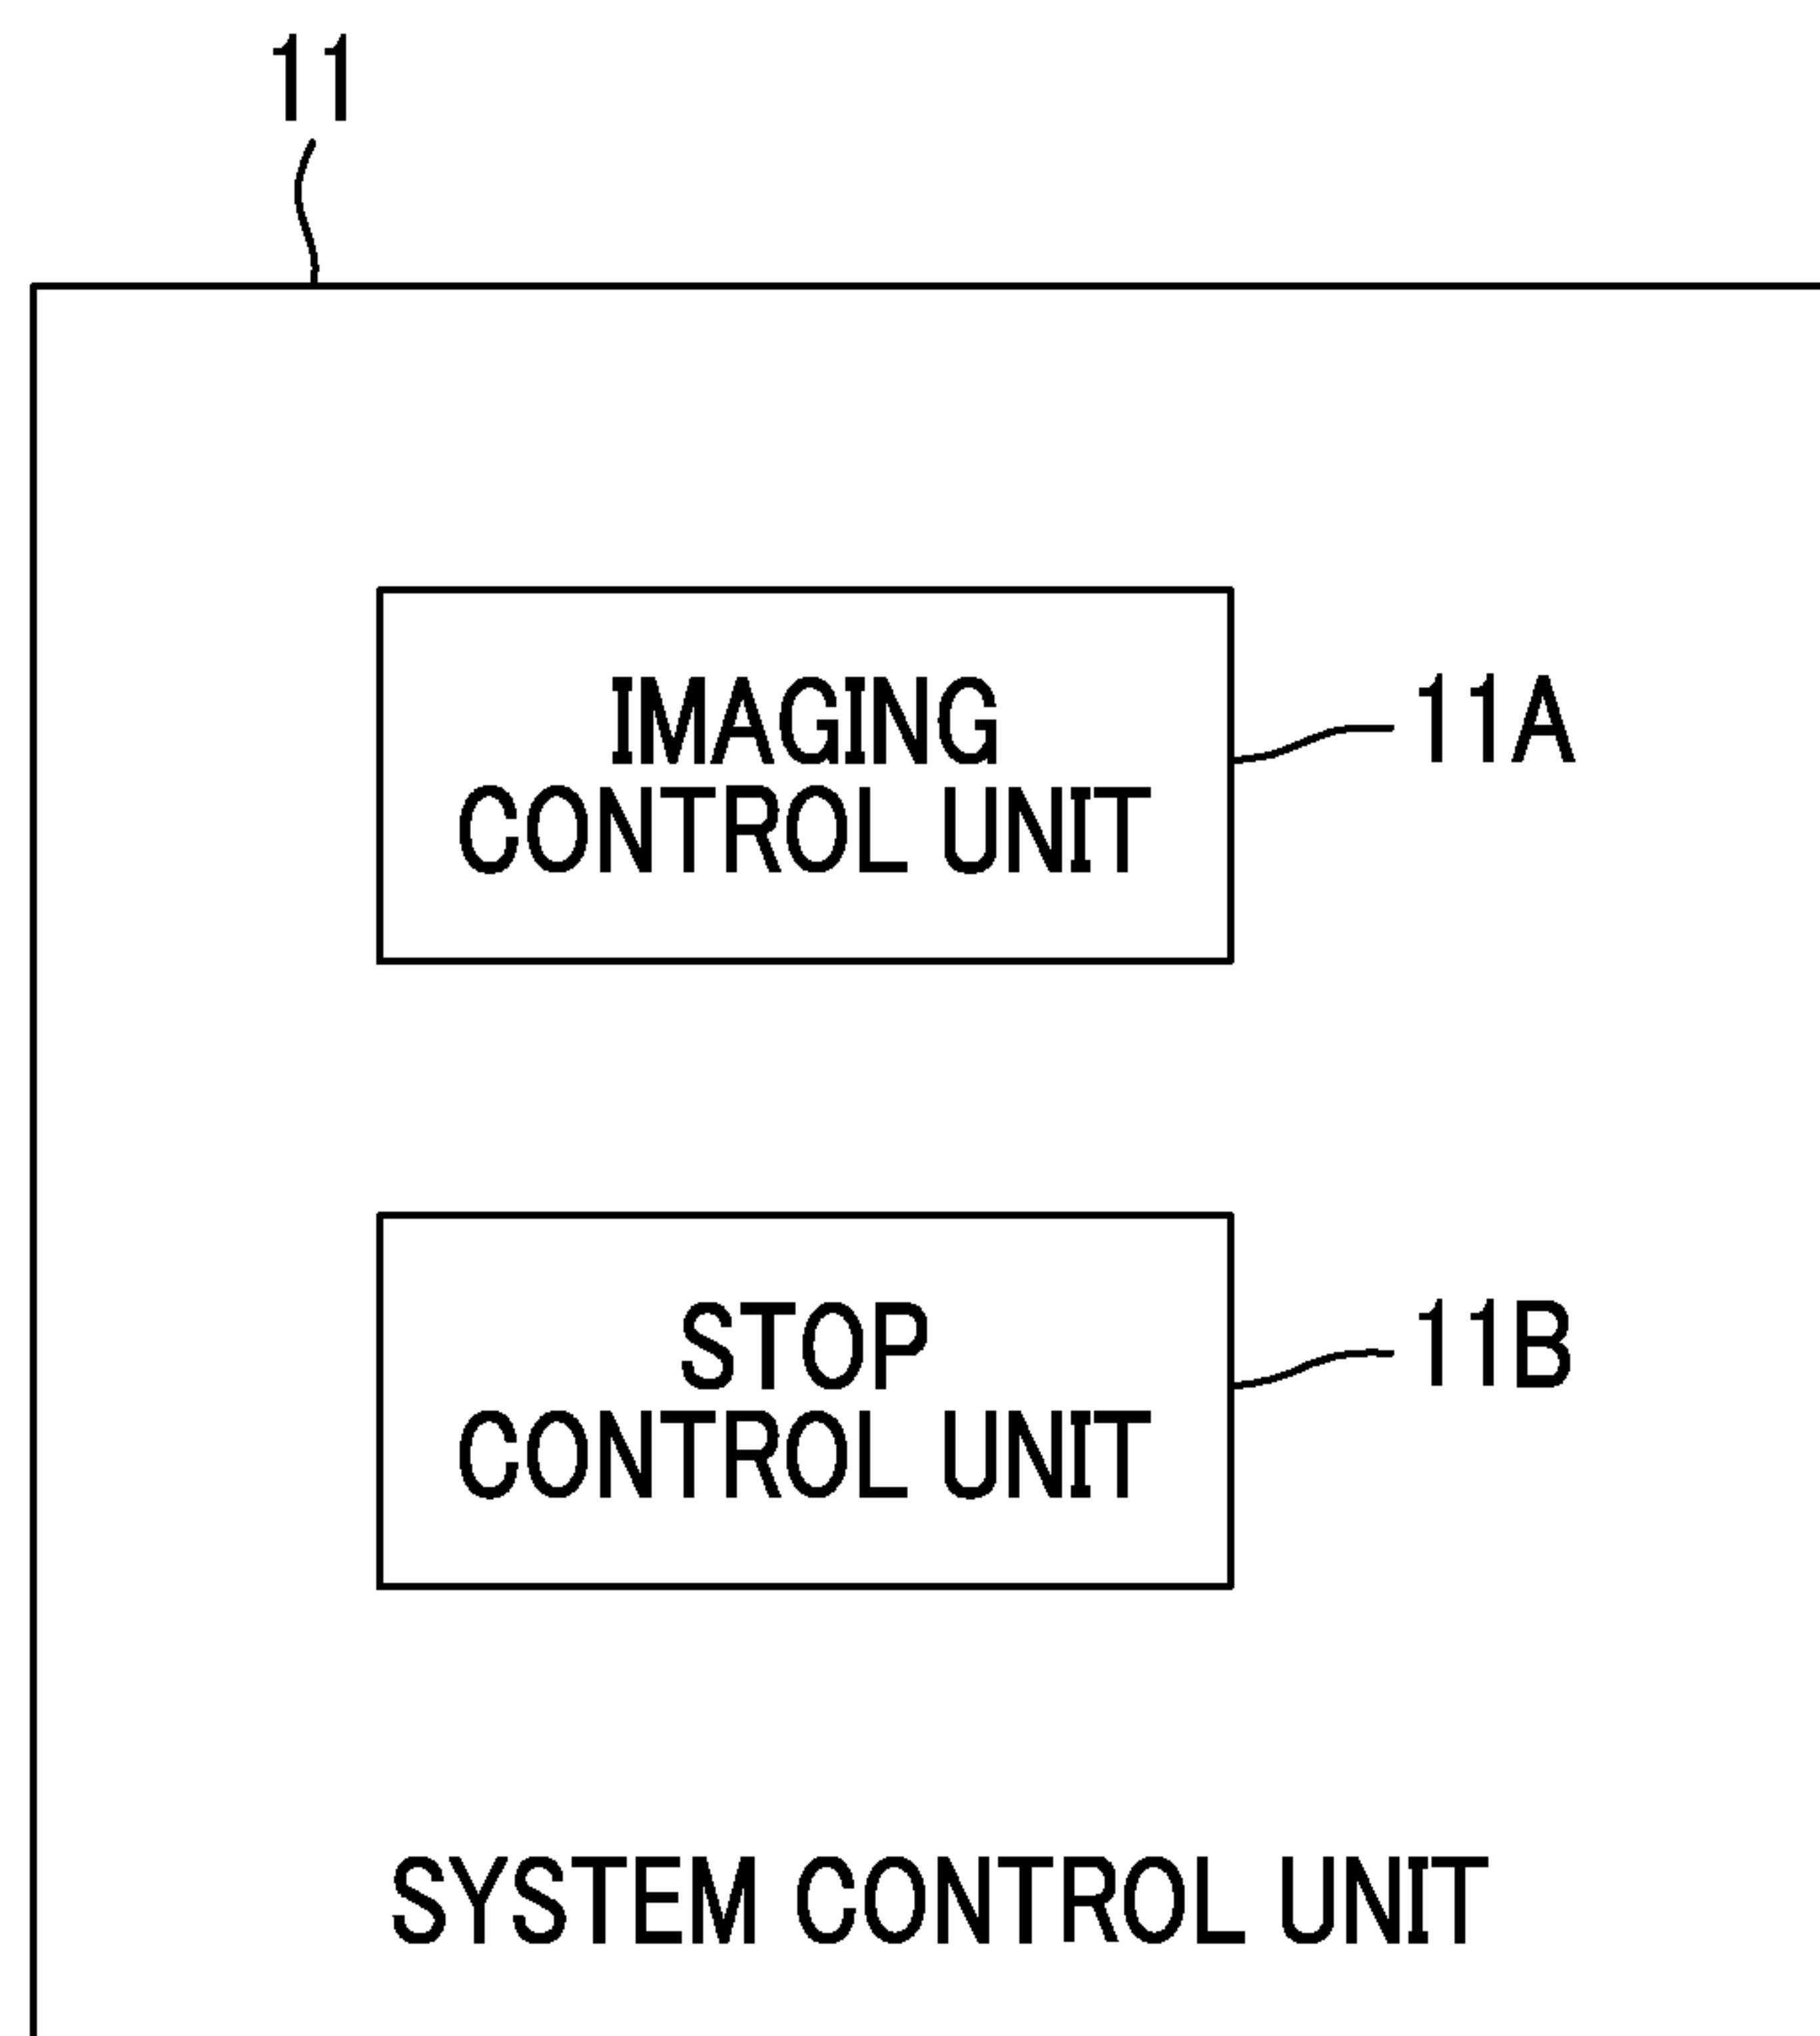 11
IMAGING
CONTROL UNIT
11A
STOP
CONTROL UNIT
11B
SYSTEM CONTROL UNIT